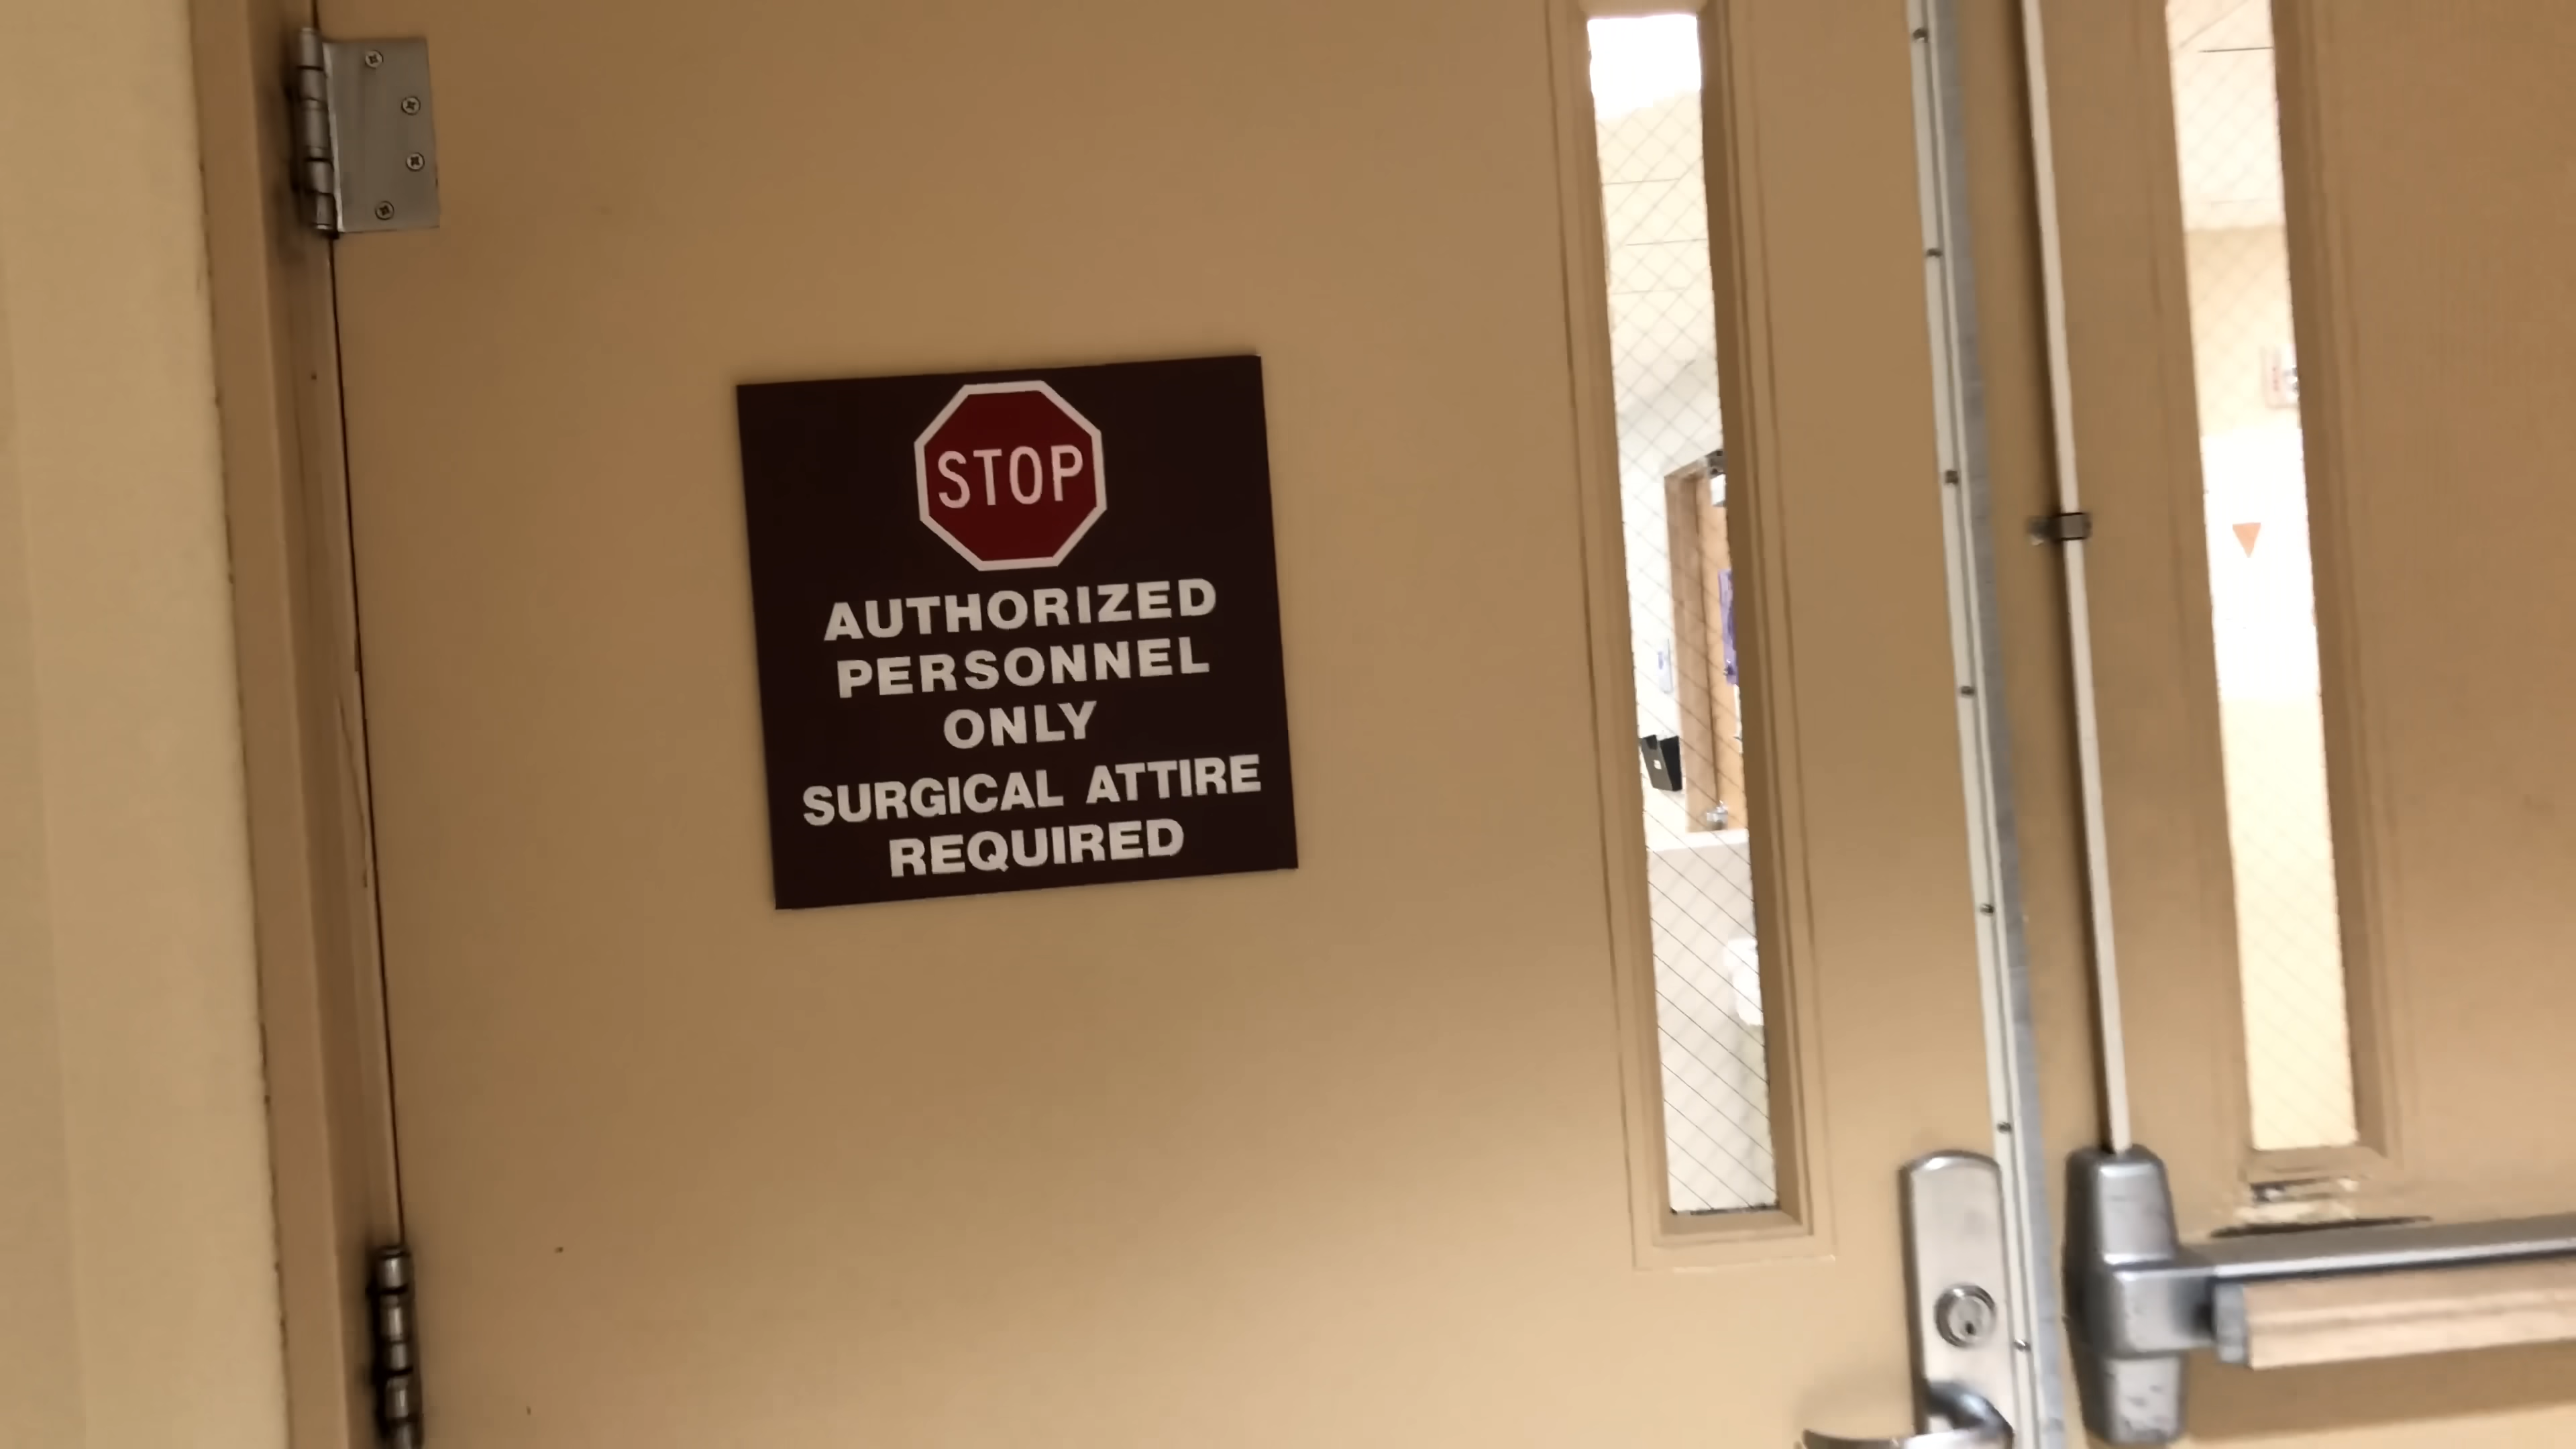 STOP
AUTHORIZED
PERSONNEL
ONLY
SURGICAL ATTIRE
REQUIRED